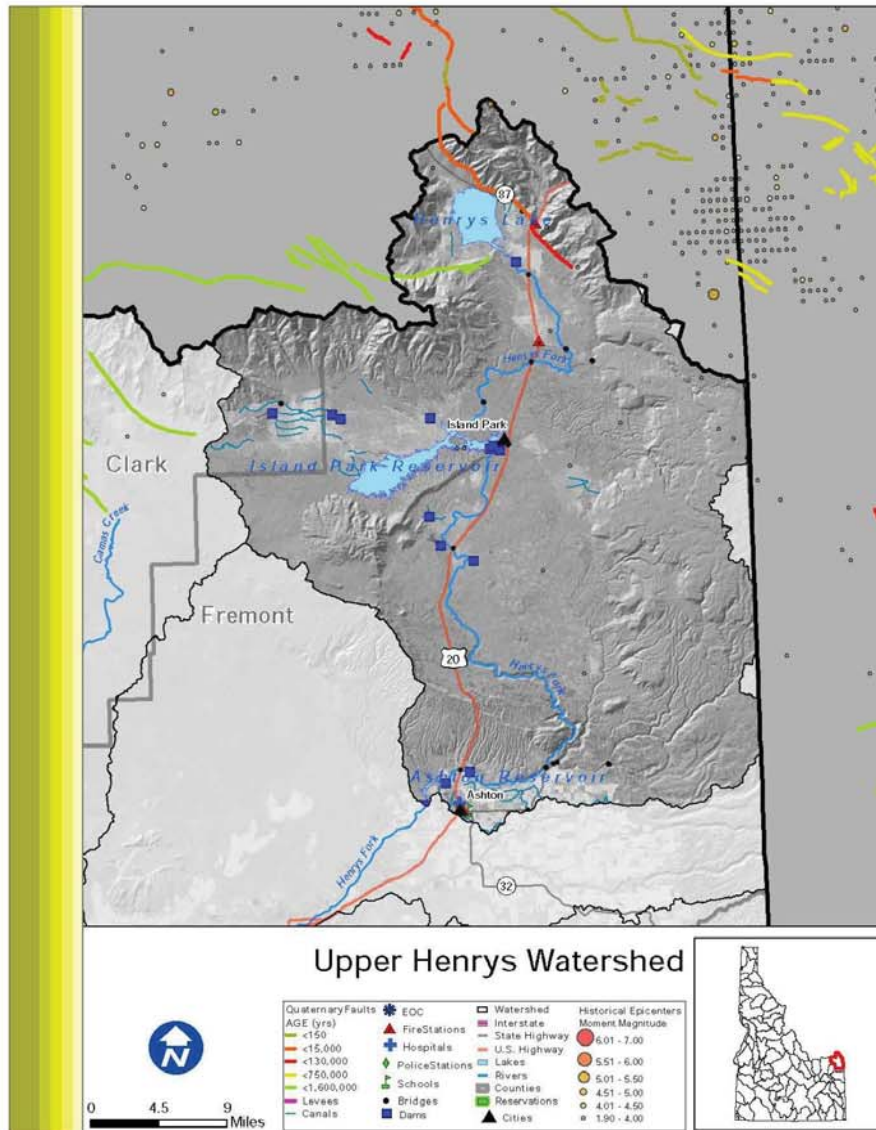 87
Henrys Lake
Henrys Fork
Island Park
Island Park Reservoir
Clark
Camas Creek
Fremont
20
Henrys Fork
Ashton Reservoir
Ashton
Henrys Fork
32
Upper Henrys Watershed
N
0 4.5 9
Miles
Quaternary Faults
AGE (yrs)
<150
<15,000
<130,000
<750,000
<1,600,000
Levees
Canals
EOC
FireStations
Hospitals
PoliceStations
Schools
Bridges
Dams
Watershed
Interstate
State Highway
U.S. Highway
Lakes
Rivers
Counties
Reservations
Cities
Historical Epicenters
Moment Magnitude
6.01 - 7.00
5.51 - 6.00
5.01 - 5.50
4.51 - 5.00
4.01 - 4.50
1.90 - 4.00